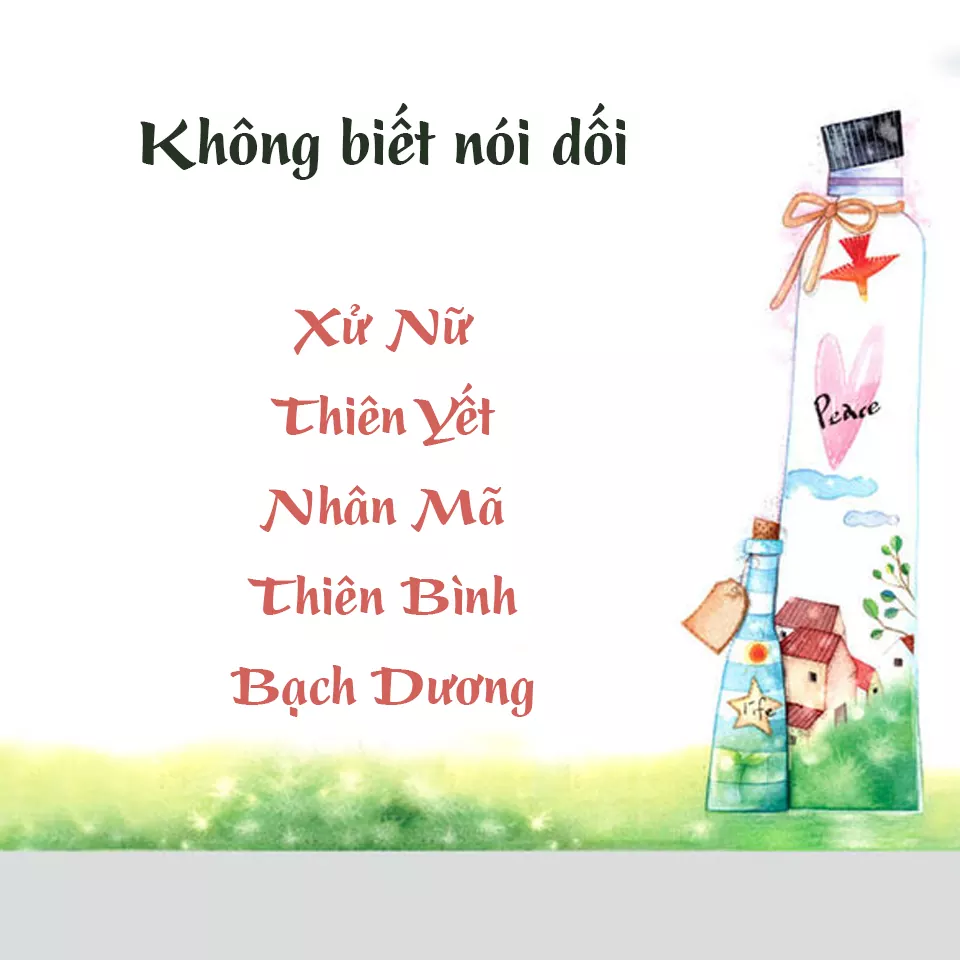 Không biết nói dối
Xử Nữ
Thiên Yết
Nhân Mã
Thiên Bình
Bạch Dương
Peace
life